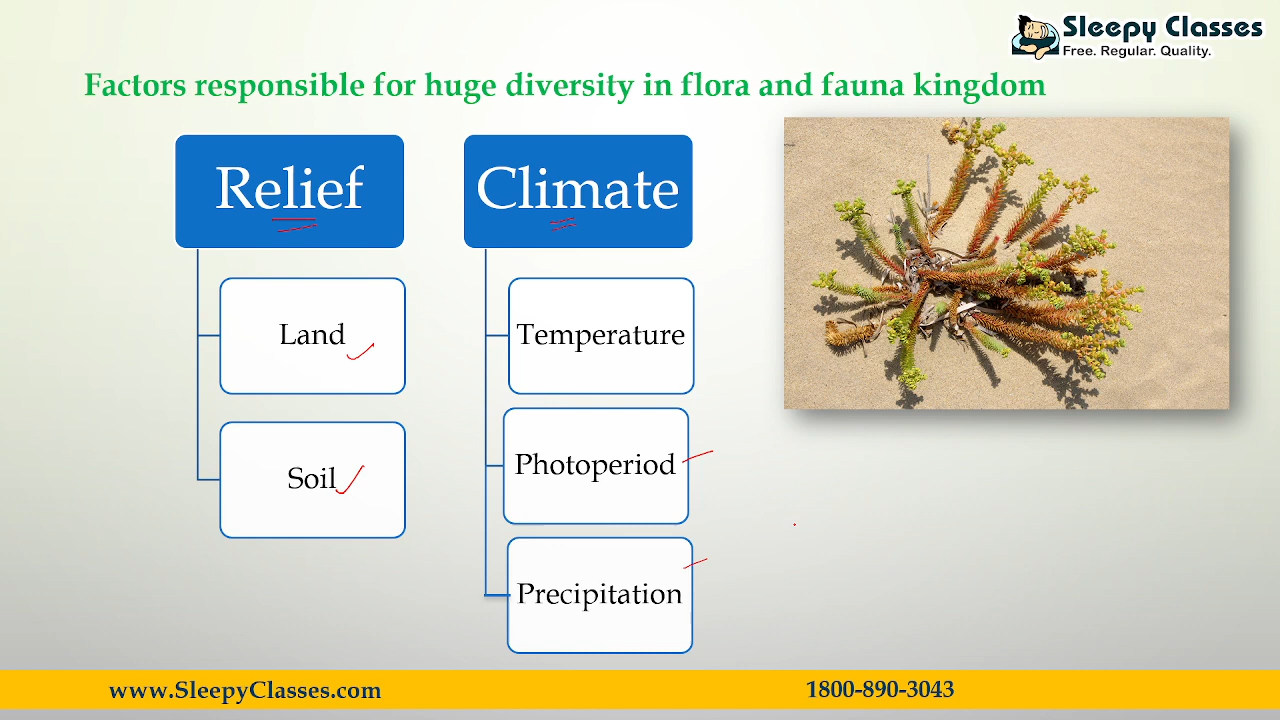 Sleepy Classes
Free. Regular. Quality.
Factors responsible for huge diversity in flora and fauna kingdom
Relief
Land
Soil
Climate
Temperature
Photoperiod
Precipitation
www.SleepyClasses.com
1800-890-3043